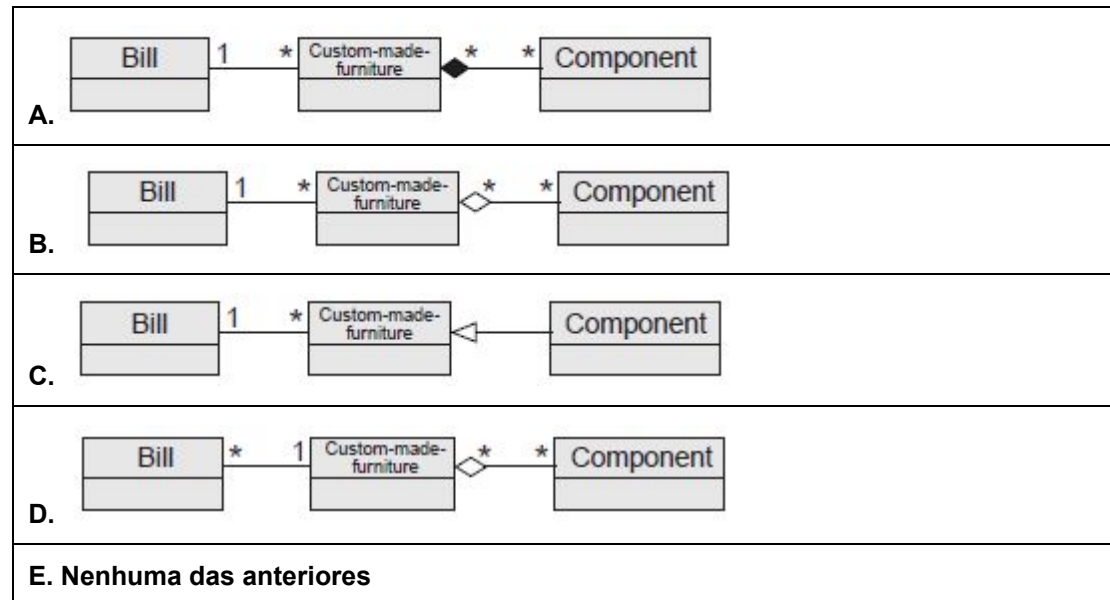 Bill 1 * Custom-made-
furniture * * Component
A.
Bill 1 * Custom-made-
furniture * * Component
B.
Bill 1 * Custom-made-
furniture Component
C.
Bill * 1 Custom-made-
furniture * * Component
D.
E. Nenhuma das anteriores